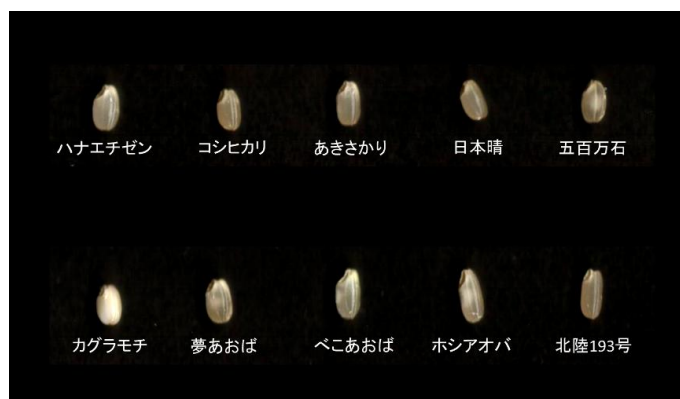 ハナエチゼン
コシヒカリ
あきさかり
日本晴
五百万石
カグラモチ
夢あおば
べこあおば
ホシアオバ
北陸193号